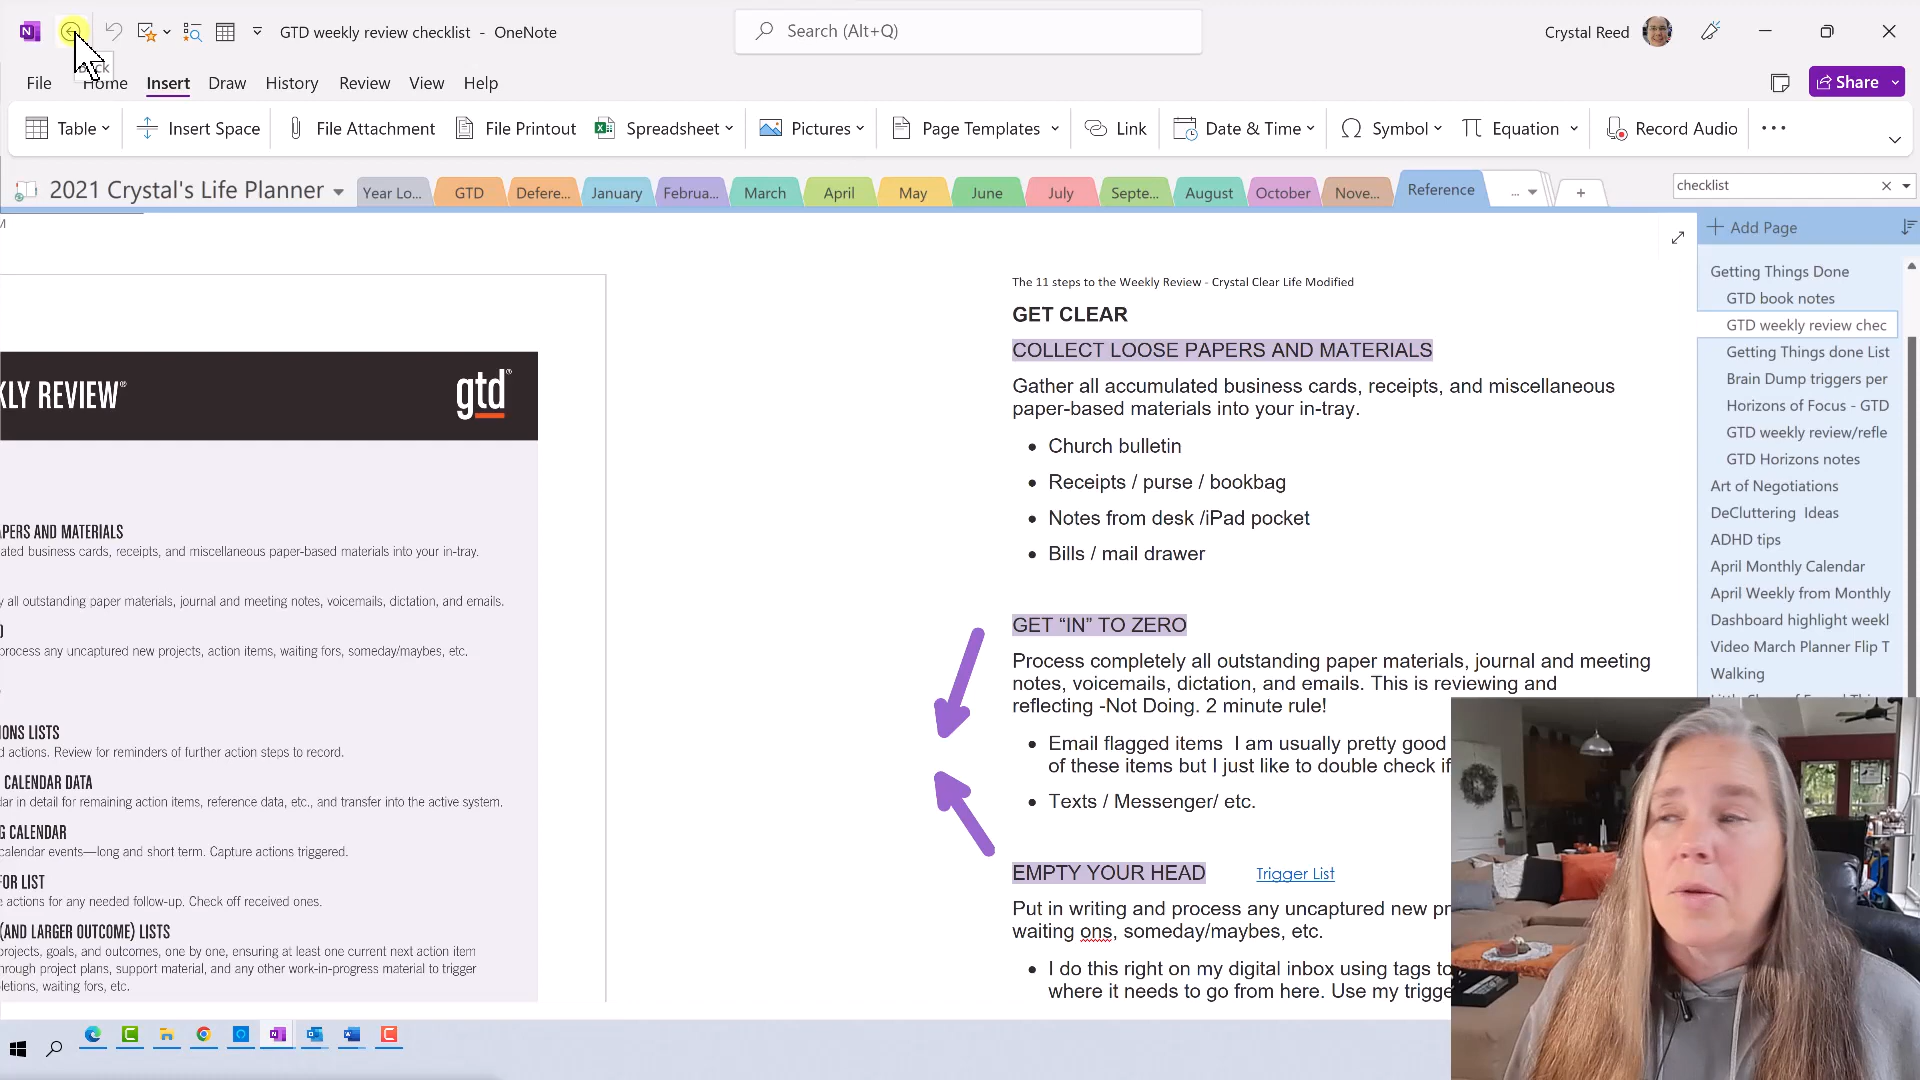 GTD weekly review checklist - OneNote
Search (Alt+Q)
Crystal Reed
File Home Insert Draw History Review View Help
Share
Table Insert Space File Attachment File Printout Spreadsheet Pictures Page Templates Link Date & Time Symbol Equation Record Audio
2021 Crystal's Life Planner
Year Lo... GTD Defere... January Februa... March April May June July Septe... August October Nove... Reference ... +
checklist
Add Page
Getting Things Done
GTD book notes
GTD weekly review chec
Getting Things done List
Brain Dump triggers per
Horizons of Focus - GTD
GTD weekly review/refle
GTD Horizons notes
Art of Negotiations
DeCluttering Ideas
ADHD tips
April Monthly Calendar
April Weekly from Monthly
Dashboard highlight weekl
Video March Planner Flip T
Walking
KLY REVIEW®
gtd®
APERS AND MATERIALS
ated business cards, receipts, and miscellaneous paper-based materials into your in-tray.
y all outstanding paper materials, journal and meeting notes, voicemails, dictation, and emails.
process any uncaptured new projects, action items, waiting fors, someday/maybes, etc.
IONS LISTS
d actions. Review for reminders of further action steps to record.
CALENDAR DATA
dar in detail for remaining action items, reference data, etc., and transfer into the active system.
G CALENDAR
calendar events—long and short term. Capture actions triggered.
FOR LIST
e actions for any needed follow-up. Check off received ones.
(AND LARGER OUTCOME) LISTS
projects, goals, and outcomes, one by one, ensuring at least one current next action item
hrough project plans, support material, and any other work-in-progress material to trigger
letions, waiting fors, etc.
The 11 steps to the Weekly Review - Crystal Clear Life Modified
GET CLEAR
COLLECT LOOSE PAPERS AND MATERIALS
Gather all accumulated business cards, receipts, and miscellaneous
paper-based materials into your in-tray.
• Church bulletin
• Receipts / purse / bookbag
• Notes from desk /iPad pocket
• Bills / mail drawer
GET “IN” TO ZERO
Process completely all outstanding paper materials, journal and meeting
notes, voicemails, dictation, and emails. This is reviewing and
reflecting -Not Doing. 2 minute rule!
• Email flagged items I am usually pretty good
of these items but I just like to double check if
• Texts / Messenger/ etc.
EMPTY YOUR HEAD Trigger List
Put in writing and process any uncaptured new pr
waiting ons, someday/maybes, etc.
• I do this right on my digital inbox using tags to
where it needs to go from here. Use my trigge